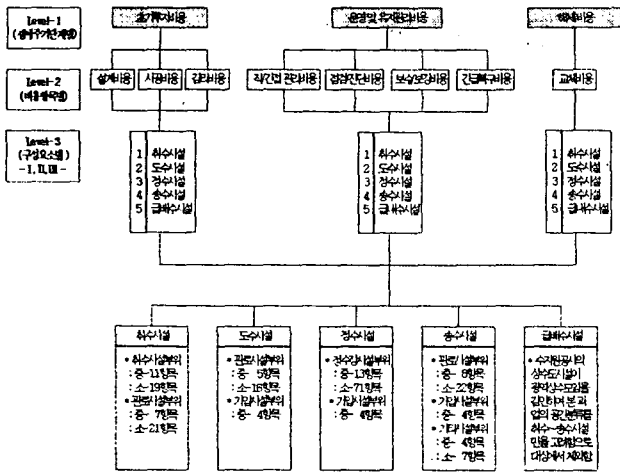 Level-1
(생애주기단계별)
초기투자비용
운영 및 유지관리비용
해체비용
Level-2
(비용항목별)
설계비용
시공비용
감리비용
직/간접 관리비용
점검/진단비용
보수/보강비용
긴급복구비용
교체비용
Level-3
(구성요소별)
- I, II, III -
1 취수시설
2 도수시설
3 정수시설
4 송수시설
5 급배수시설
1 취수시설
2 도수시설
3 정수시설
4 송수시설
5 급배수시설
1 취수시설
2 도수시설
3 정수시설
4 송수시설
5 급배수시설
취수시설
• 취수시설부위
: 중-11항목
: 소-19항목
• 관로시설부위
: 중- 7항목
: 소-21항목
도수시설
• 관로시설부위
: 중- 5항목
: 소-16항목
• 가압시설부위
: 중- 4항목
정수시설
• 정수장시설부위
: 중-13항목
: 소-71항목
• 가압시설부위
: 중- 4항목
송수시설
• 관로시설부위
: 중- 6항목
: 소-22항목
• 가압시설부위
: 중- 4항목
• 기타시설부위
: 중- 4항목
: 소- 7항목
급배수시설
• 수자원공사의
상수도시설이
광역상수도임을
감안하여 본 과
업의 공간분류를
취수~송수시설
만을 고려함으로
대상에서 제외함